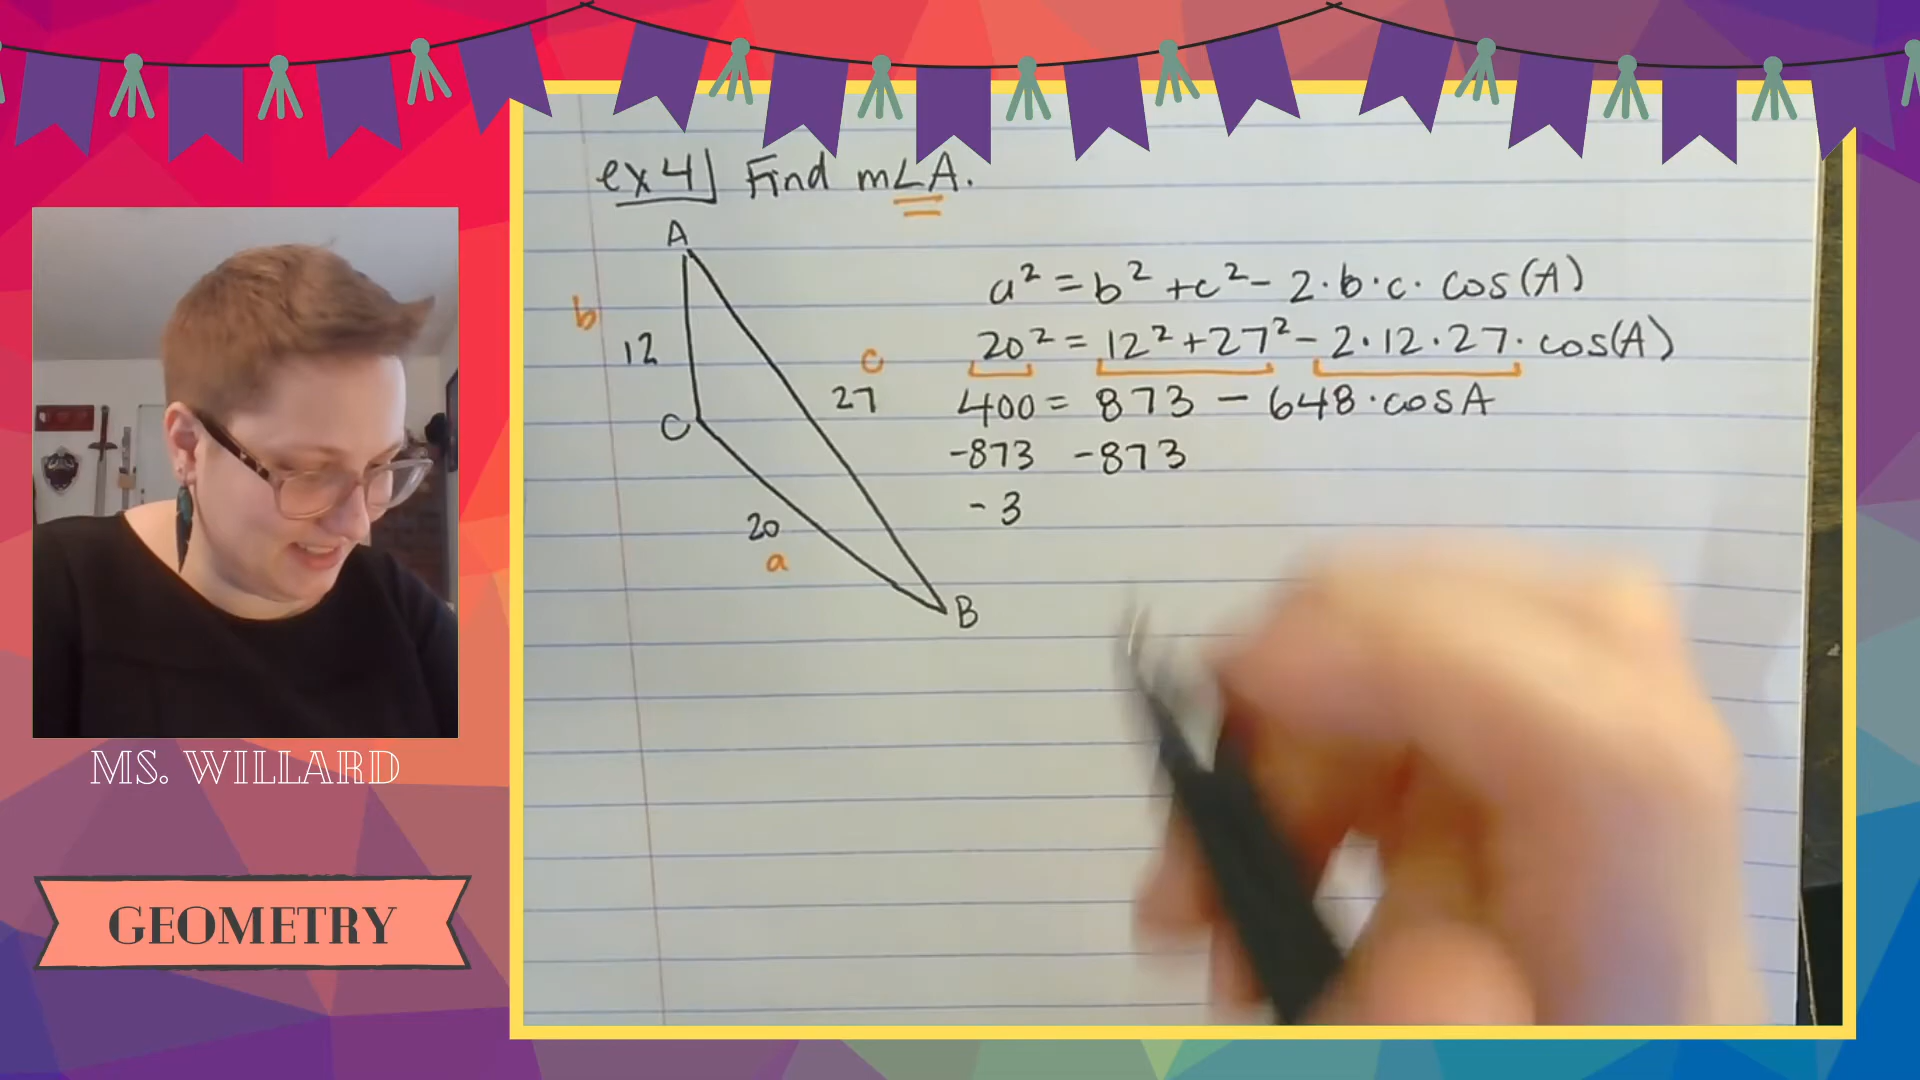 ex 4] Find m∠A.
A
b
12
c
27
C
20
a
B
a² = b² + c² - 2·b·c· cos(A)
20² = 12² + 27² - 2·12·27· cos(A)
400 = 873 - 648·cosA
-873 -873
-3
MS. WILLARD
GEOMETRY